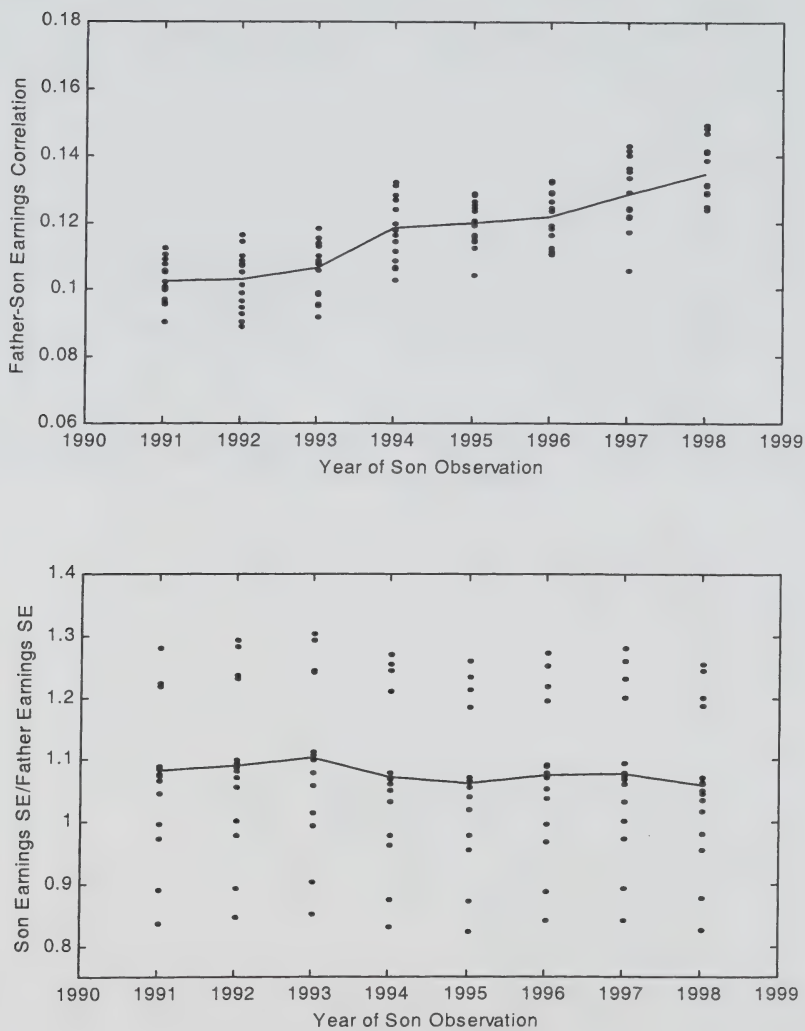 0.18
0.16
0.14
0.12
0.1
0.08
0.06
Father-Son Earnings Correlation
1990 1991 1992 1993 1994 1995 1996 1997 1998 1999
Year of Son Observation
1.4
1.3
1.2
1.1
1
0.9
0.8
Son Earnings SE/Father Earnings SE
1990 1991 1992 1993 1994 1995 1996 1997 1998 1999
Year of Son Observation